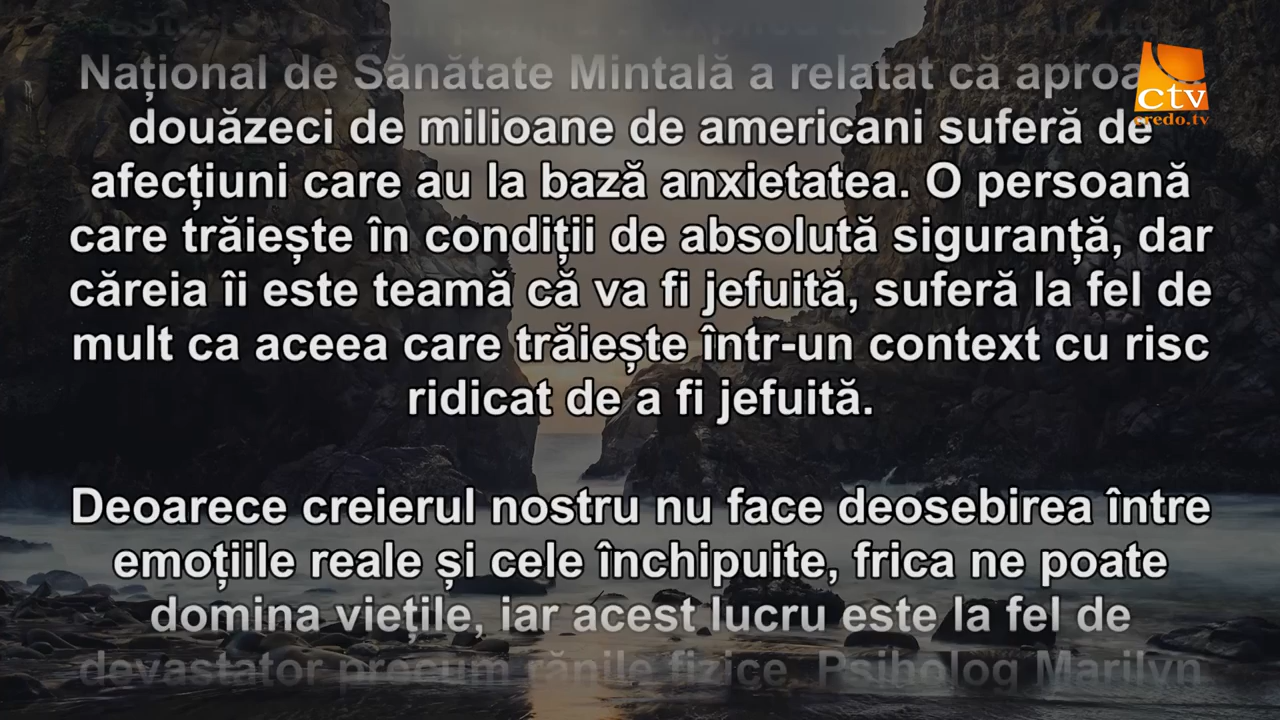 Național de Sănătate Mintală a relatat că
douăzeci de milioane de americani suferă de
afecțiuni care au la bază anxietatea. O persoană
care trăiește în condiții de absolută siguranță, dar
căreia îi este teamă că va fi jefuită, suferă la fel de
mult ca aceea care trăiește într-un context cu risc
ridicat de a fi jefuită.
Deoarece creierul nostru nu face deosebirea între
emoțiile reale și cele închipuite, frica ne poate
domina viețile, iar acest lucru este la fel de
devastator precum rănile fizice. Psiholog Marilyn
ctv
credo.tv